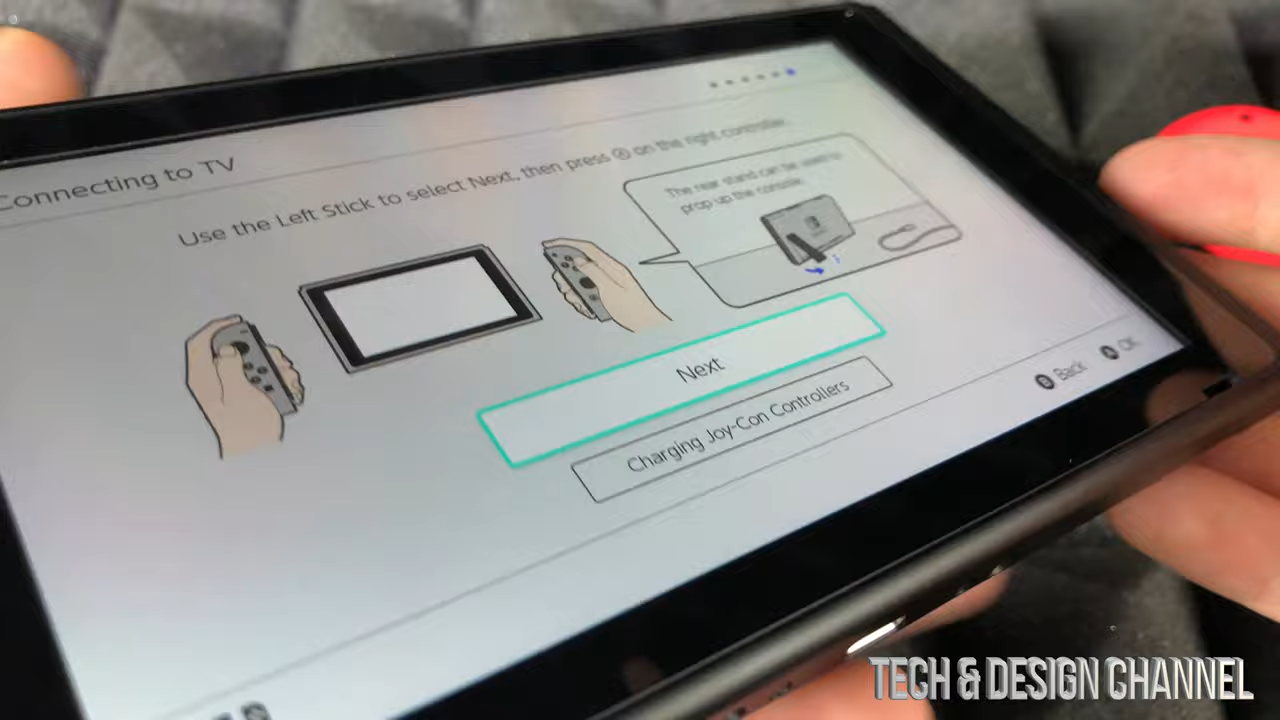 Connecting to TV
Use the Left Stick to select Next, then press Ⓐ on the right controller.
The rear stand can be used to
prop up the console.
Next
Charging Joy-Con Controllers
B Back A OK
TECH & DESIGN CHANNEL